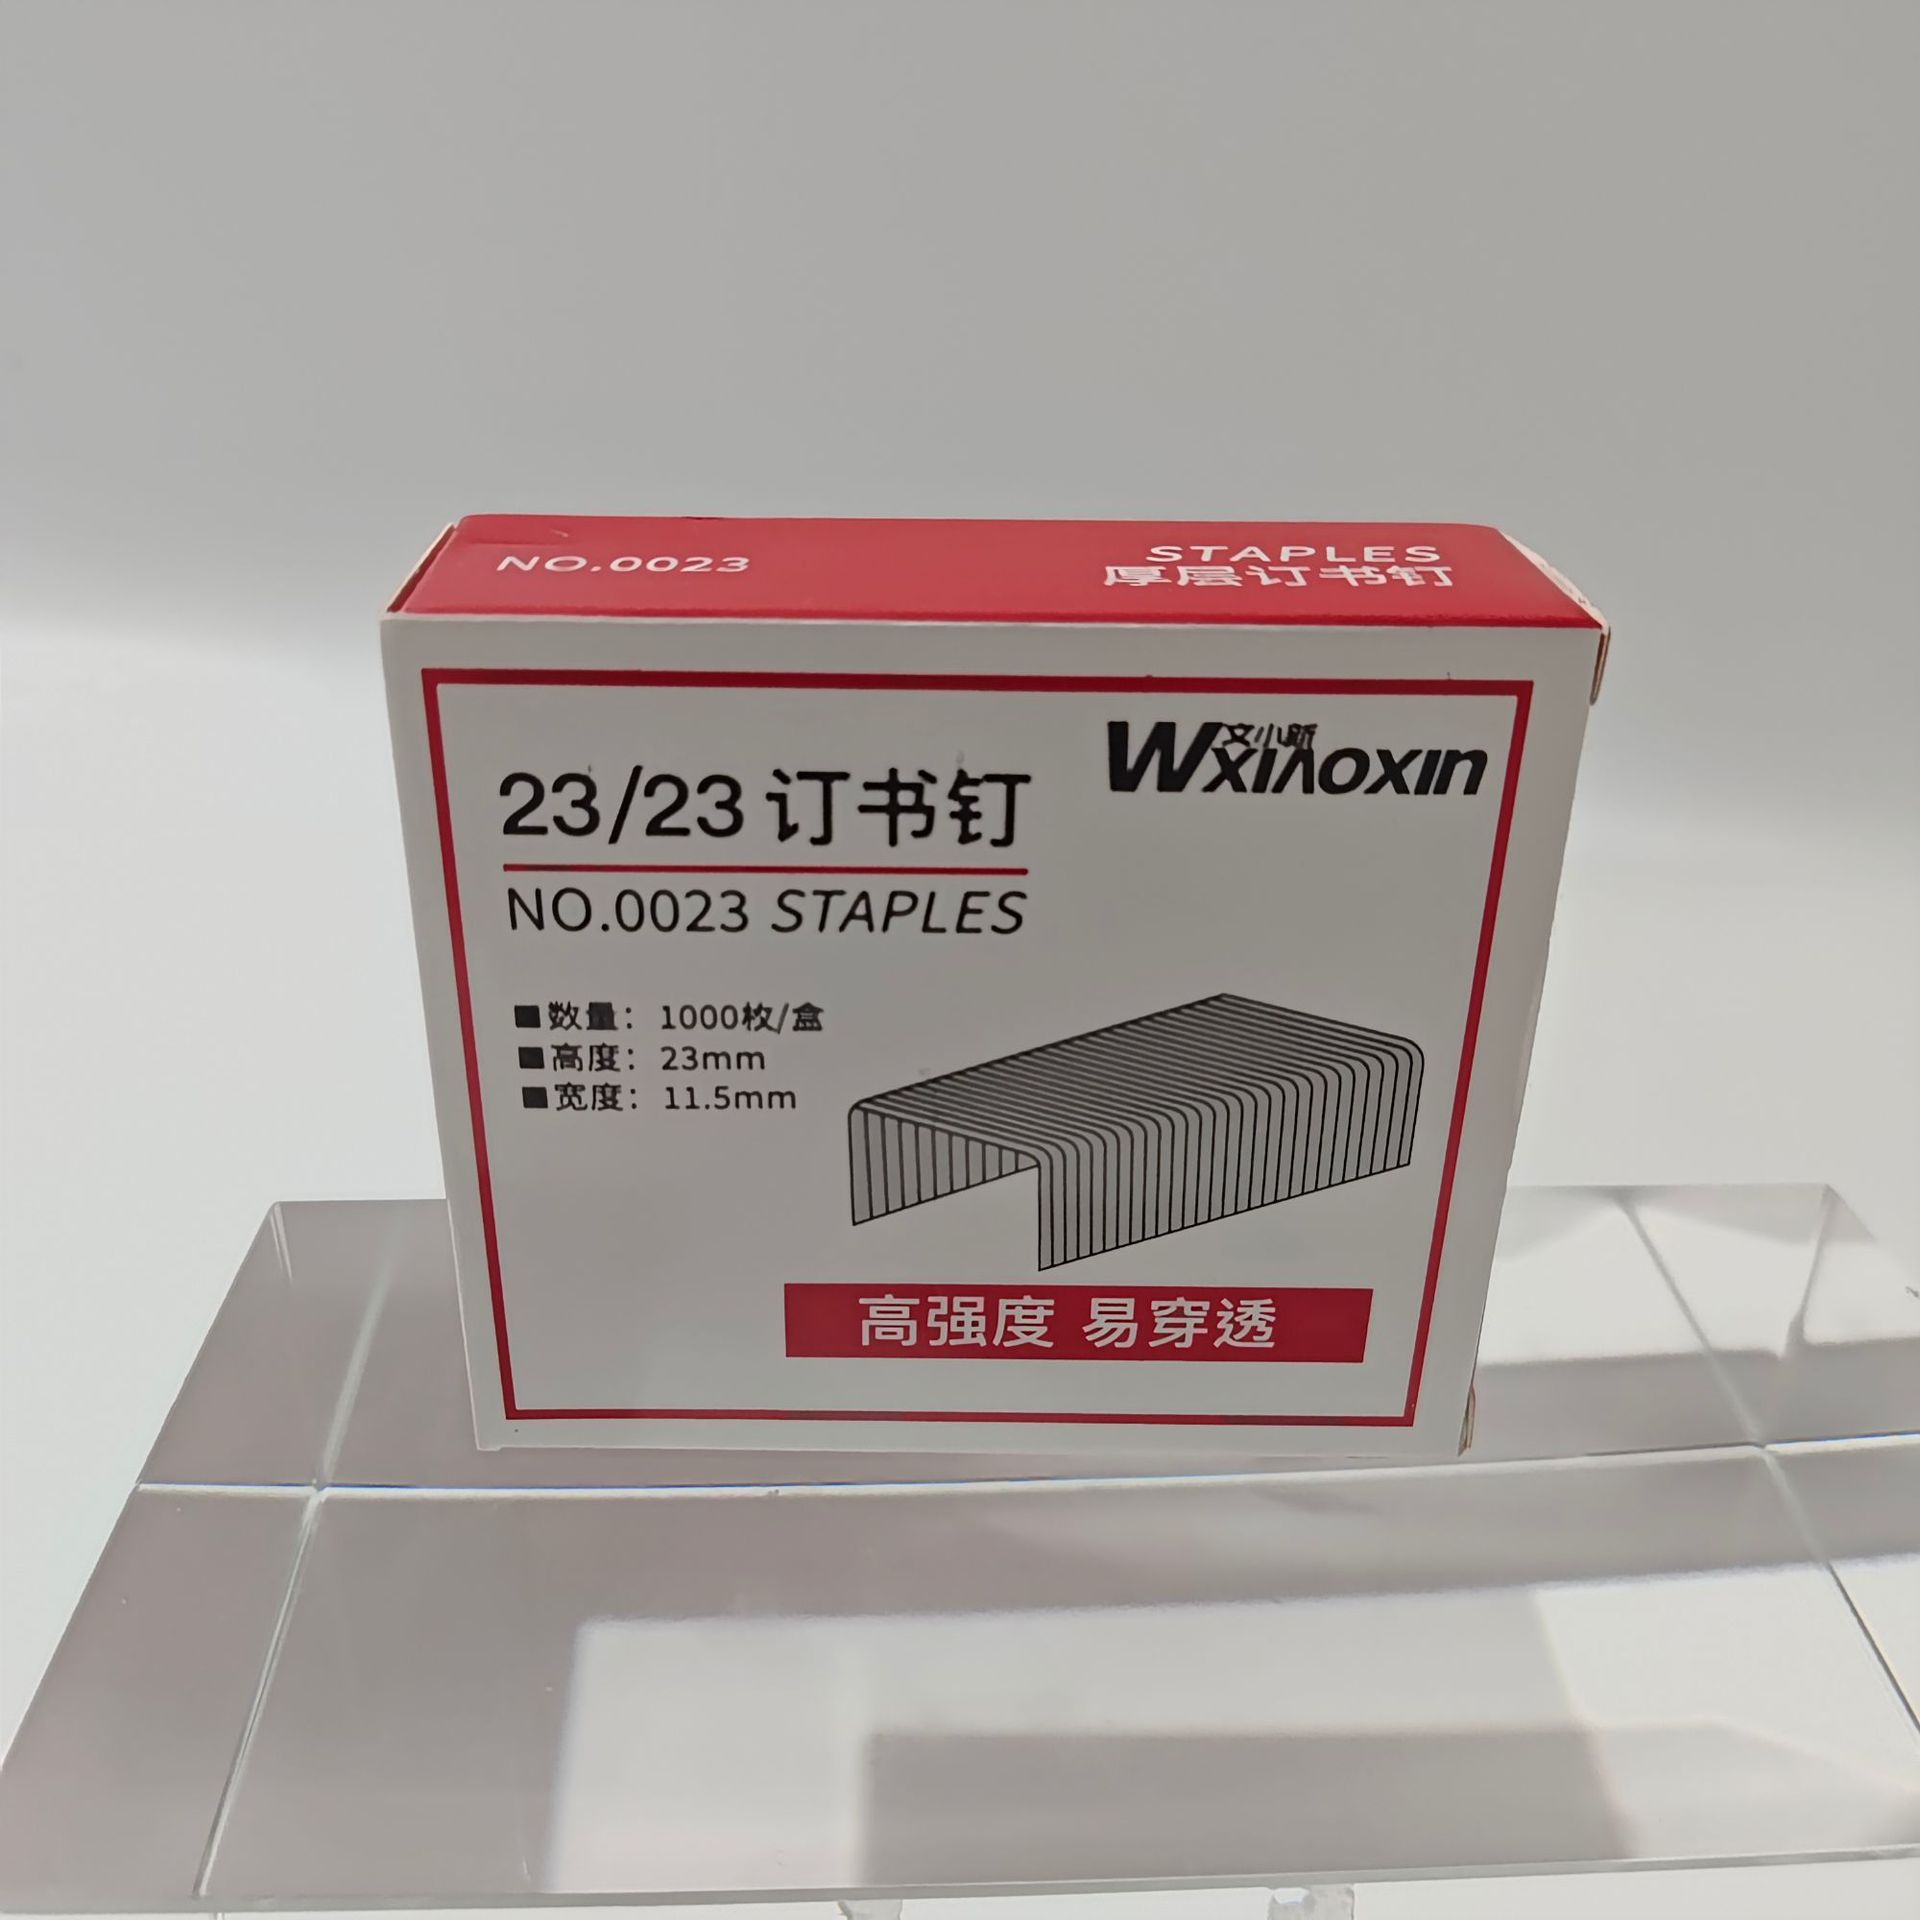 NO.0023
STAPLES
厚层订书钉
Wxiaoxin
文小新
23/23 订书钉
NO.0023 STAPLES
■数量：1000枚/盒
■高度：23mm
■宽度：11.5mm
高强度 易穿透